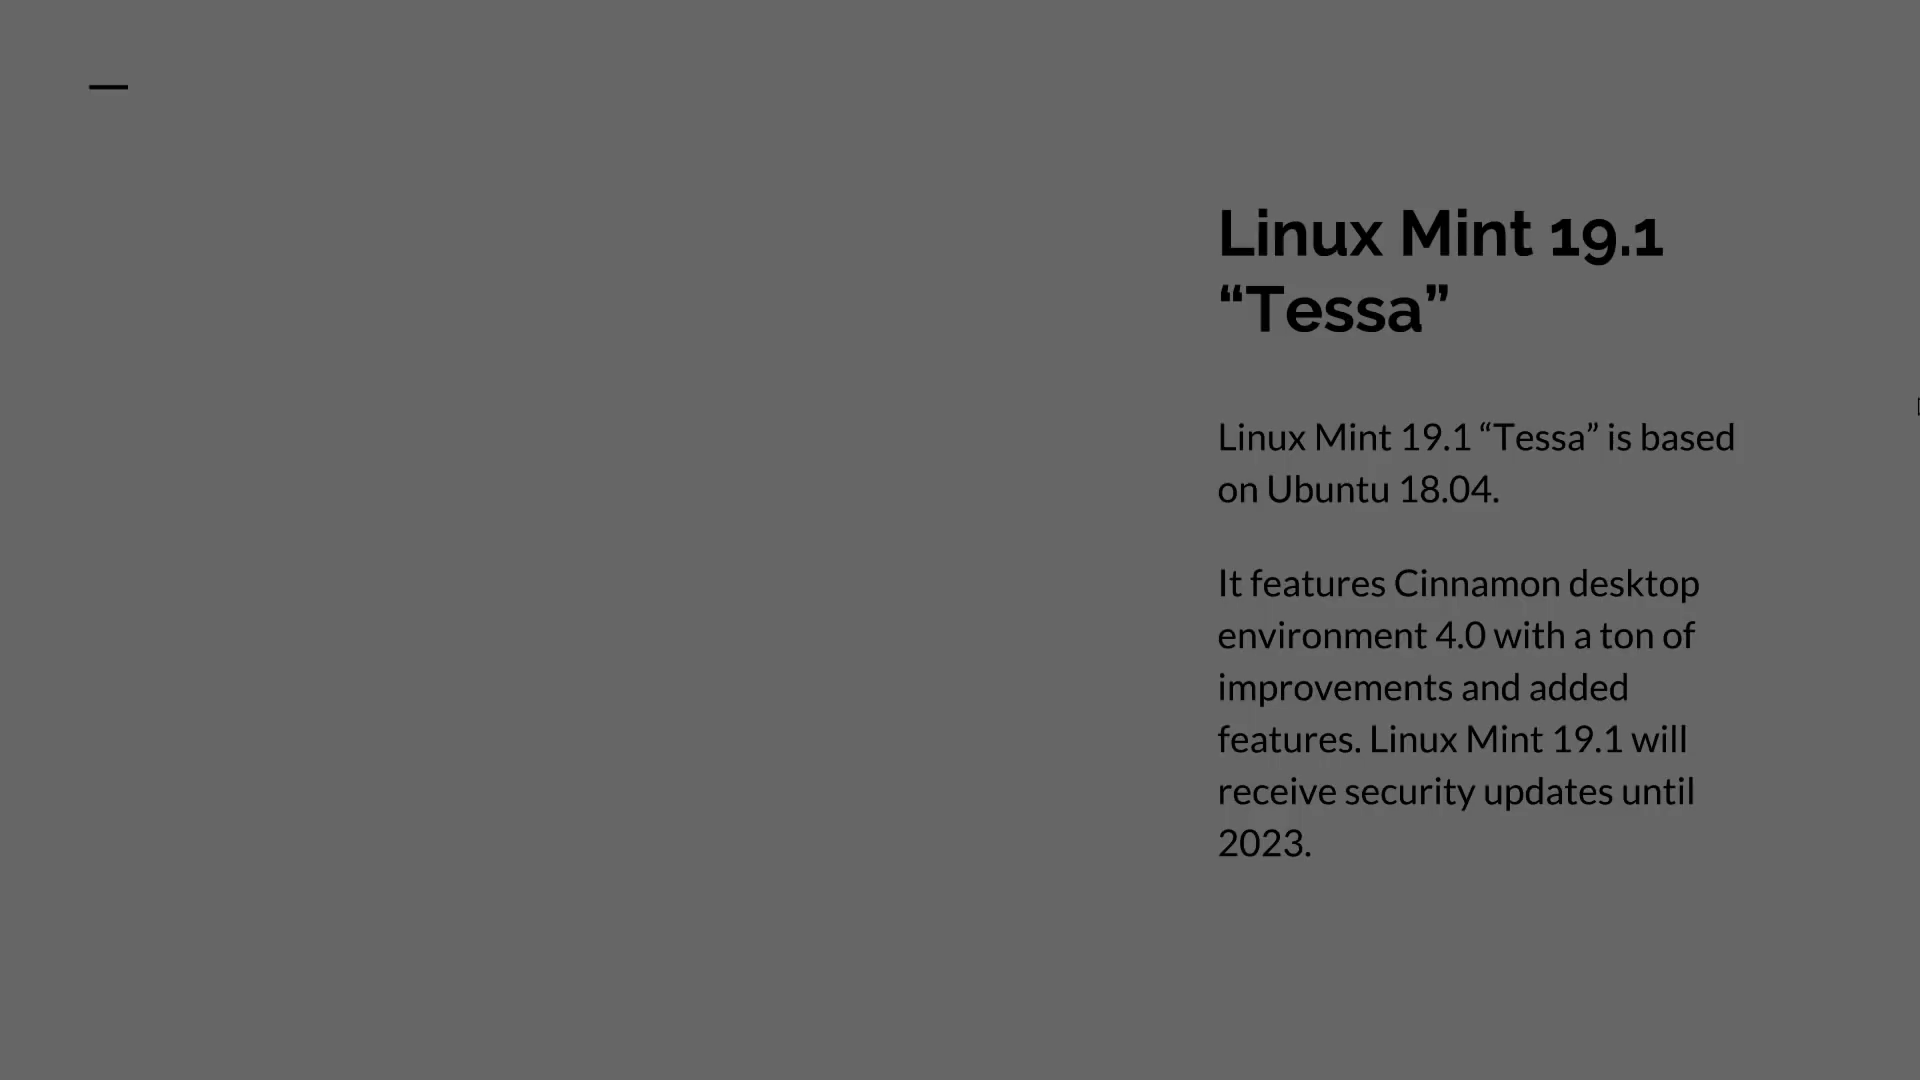 Linux Mint 19.1
“Tessa”
Linux Mint 19.1 “Tessa” is based
on Ubuntu 18.04.
It features Cinnamon desktop
environment 4.0 with a ton of
improvements and added
features. Linux Mint 19.1 will
receive security updates until
2023.